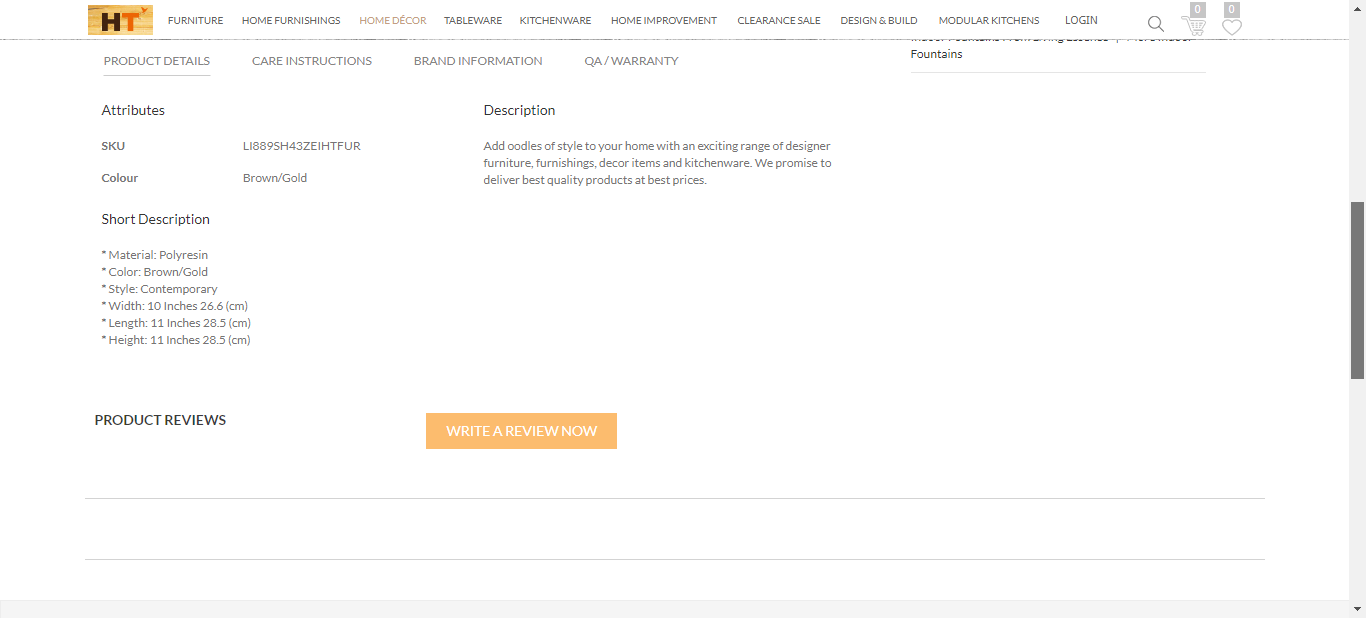 HT FURNITURE HOME FURNISHINGS HOME DÉCOR TABLEWARE KITCHENWARE HOME IMPROVEMENT CLEARANCE SALE DESIGN & BUILD MODULAR KITCHENS LOGIN 0 0
Fountains
PRODUCT DETAILS CARE INSTRUCTIONS BRAND INFORMATION QA / WARRANTY
Attributes
SKU LI889SH43ZEIHTFUR
Colour Brown/Gold
Short Description
* Material: Polyresin
* Color: Brown/Gold
* Style: Contemporary
* Width: 10 Inches 26.6 (cm)
* Length: 11 Inches 28.5 (cm)
* Height: 11 Inches 28.5 (cm)
Description
Add oodles of style to your home with an exciting range of designer
furniture, furnishings, decor items and kitchenware. We promise to
deliver best quality products at best prices.
PRODUCT REVIEWS
WRITE A REVIEW NOW